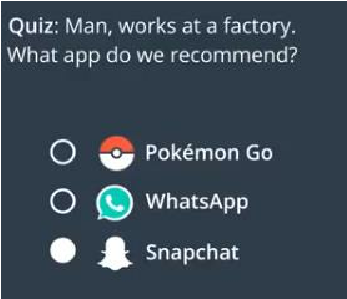 Quiz: Man, works at a factory.
What app do we recommend?
Pokémon Go
WhatsApp
Snapchat